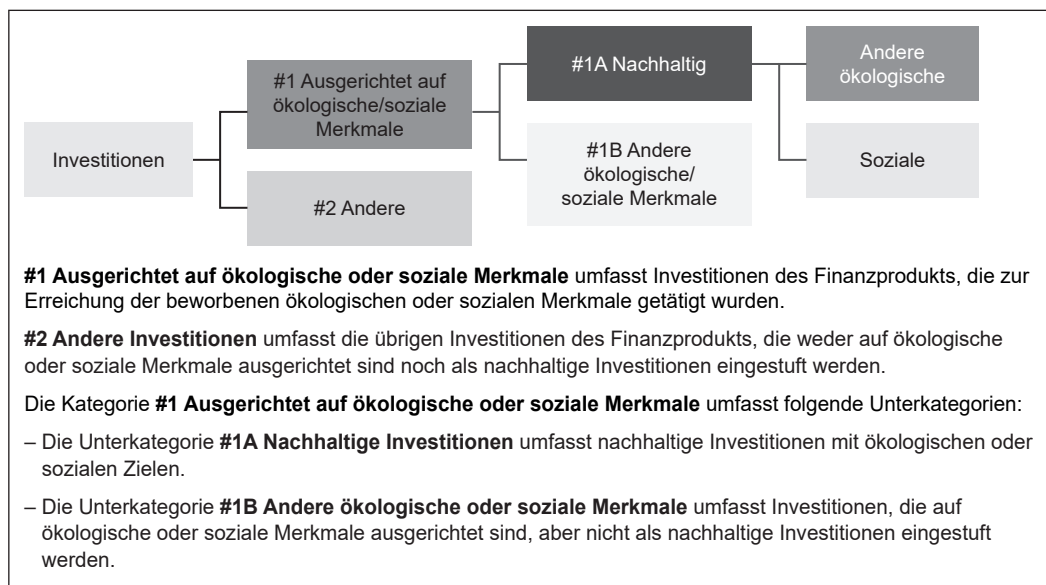 Investitionen
#1 Ausgerichtet auf
ökologische/soziale
Merkmale
#2 Andere
#1A Nachhaltig
#1B Andere
ökologische/
soziale Merkmale
Andere
ökologische
Soziale
#1 Ausgerichtet auf ökologische oder soziale Merkmale umfasst Investitionen des Finanzprodukts, die zur
Erreichung der beworbenen ökologischen oder sozialen Merkmale getätigt wurden.
#2 Andere Investitionen umfasst die übrigen Investitionen des Finanzprodukts, die weder auf ökologische
oder soziale Merkmale ausgerichtet sind noch als nachhaltige Investitionen eingestuft werden.
Die Kategorie #1 Ausgerichtet auf ökologische oder soziale Merkmale umfasst folgende Unterkategorien:
– Die Unterkategorie #1A Nachhaltige Investitionen umfasst nachhaltige Investitionen mit ökologischen oder
sozialen Zielen.
– Die Unterkategorie #1B Andere ökologische oder soziale Merkmale umfasst Investitionen, die auf
ökologische oder soziale Merkmale ausgerichtet sind, aber nicht als nachhaltige Investitionen eingestuft
werden.